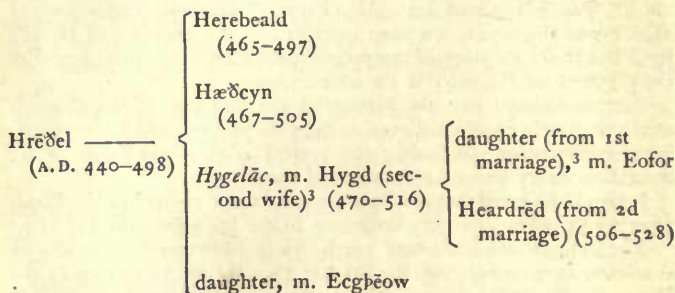 Herebeald
(465–497)
Hæðcyn
(467–505)
Hrēðel
(A.D. 440–498)
Hygelāc, m. Hygd (sec-
ond wife)³ (470–516)
daughter (from 1st
marriage),³ m. Eofor
Heardrēd (from 2d
marriage) (506–528)
daughter, m. Ecgþēow